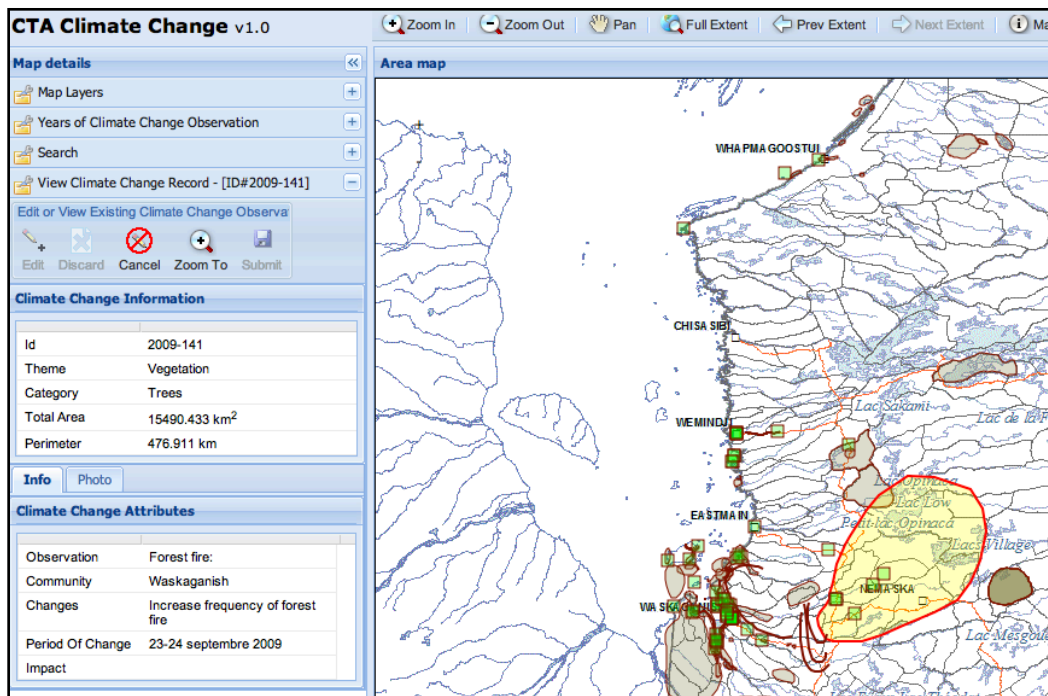 CTA Climate Change v1.0
Zoom In Zoom Out Pan Full Extent Prev Extent Next Extent
Map details
Area map
Map Layers
Years of Climate Change Observation
Search
View Climate Change Record - [ID#2009-141]
Edit or View Existing Climate Change
Edit Discard Cancel Zoom To Submit
Climate Change Information
Id 2009-141
Theme Vegetation
Category Trees
Total Area 15490.433 km²
Perimeter 476.911 km
Info Photo
Climate Change Attributes
Observation Forest fire:
Community Waskaganish
Changes Increase frequency of forest
fire
Period Of Change 23-24 septembre 2009
Impact
WHAPMAGOOSTUI
CHISASIBI
Lac Sakami
Lac de la
WEMINDJI
Lac Opinaca
Lac Low
EASTMAIN
Petit lac Opinaca
Lacs Village
NEMASKA
Lac